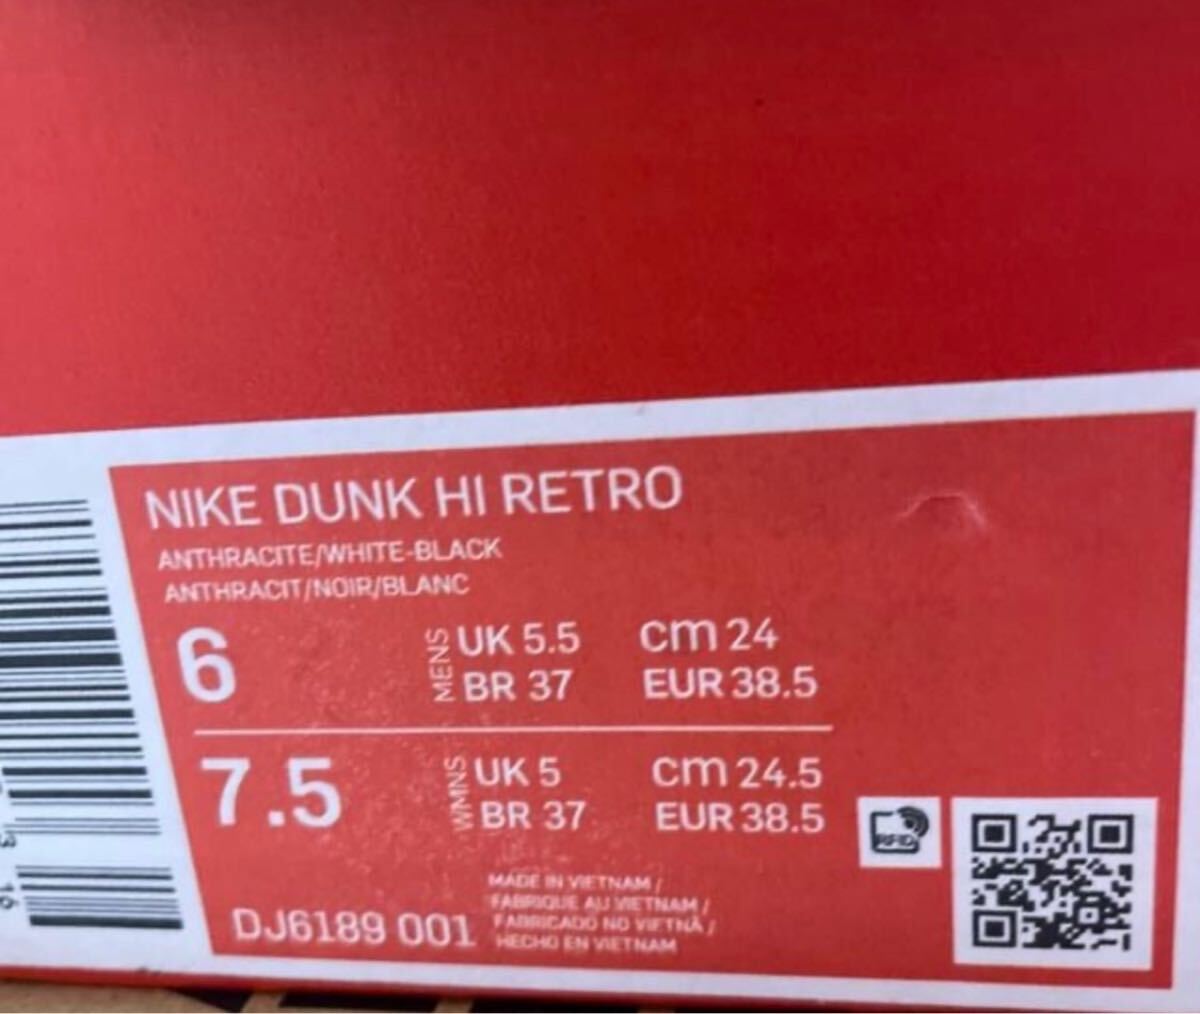 NIKE DUNK HI RETRO
ANTHRACITE/WHITE-BLACK
ANTHRACIT/NOIR/BLANC
6 MENS UK 5.5 cm 24
BR 37 EUR 38.5
7.5 WMNS UK 5 cm 24.5
BR 37 EUR 38.5
MADE IN VIETNAM /
FABRIQUE AU VIETNAM /
FABRICADO NO VIETNÃ /
HECHO EN VIETNAM
DJ6189 001
RFID